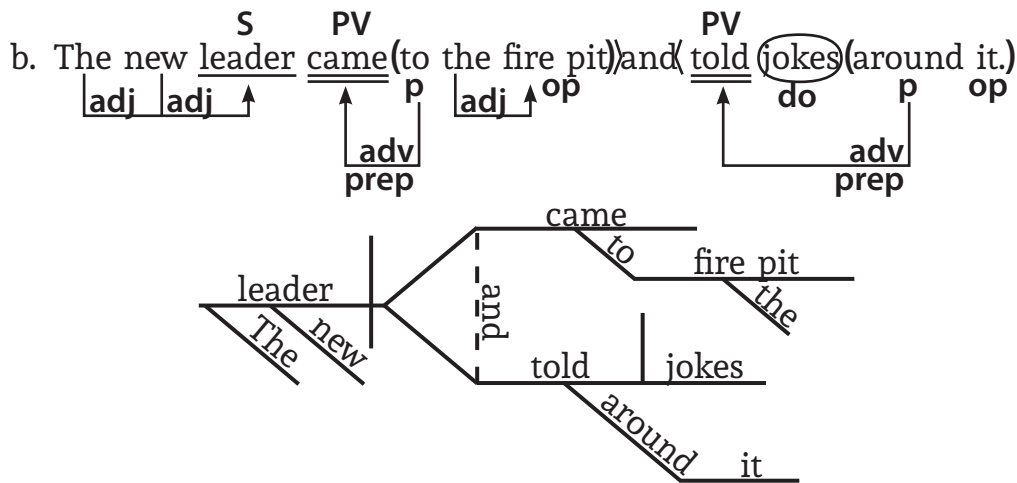 S PV PV
b. The new leader came (to the fire pit)⟩and⟨told jokes (around it.)
adj adj p adj op do p op
adv adv
prep prep
came
to fire pit
leader the
The new and
told jokes
around it